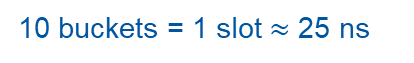 10 buckets = 1 slot ≈ 25 ns